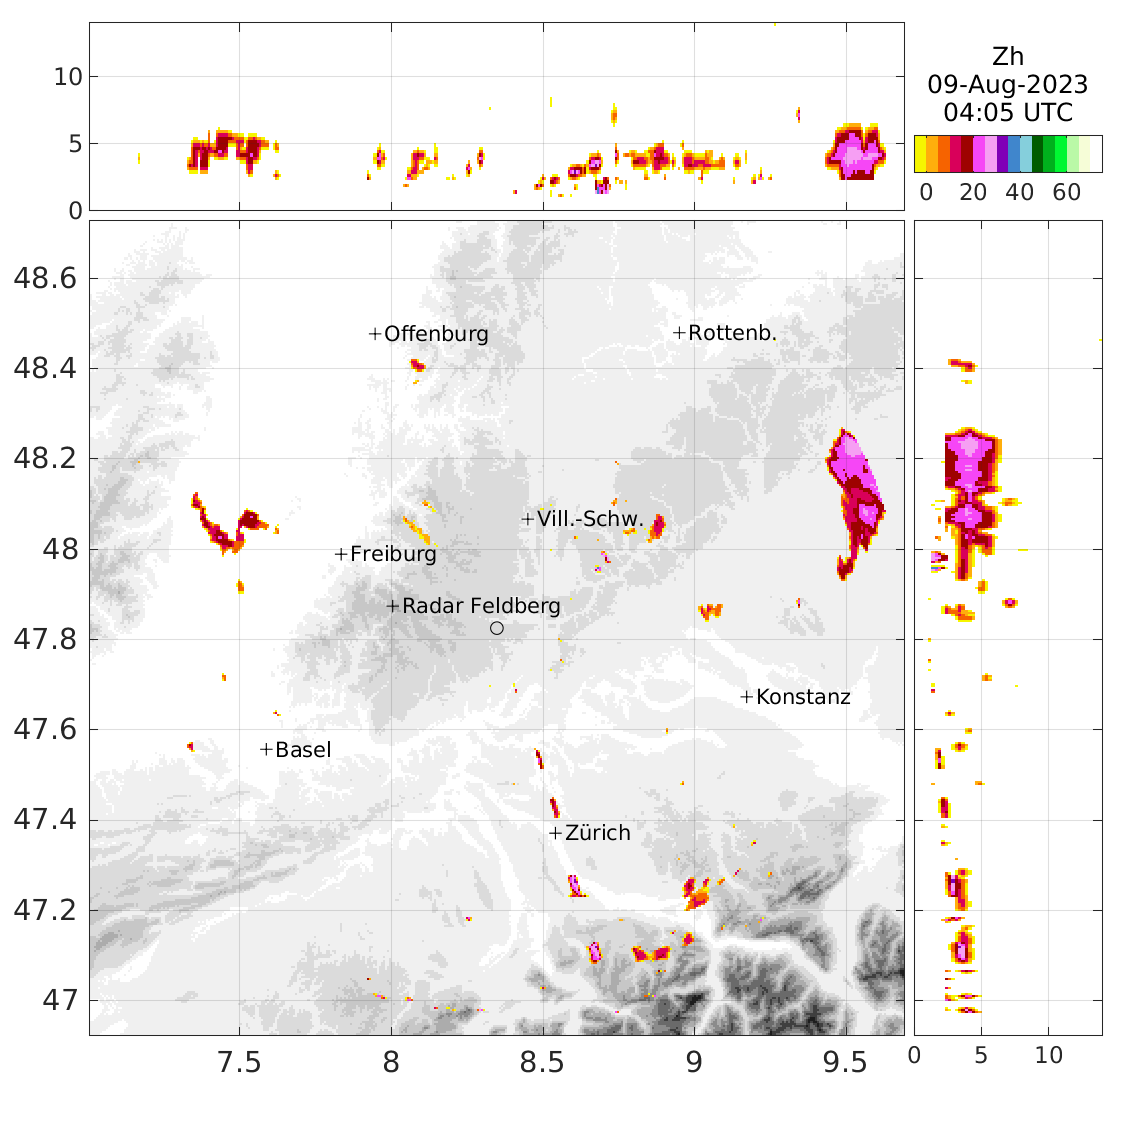 10
5
0
Zh
09-Aug-2023
04:05 UTC
0 20 40 60
48.6
48.4
48.2
48
47.8
47.6
47.4
47.2
47
+Offenburg
+Rottenb.
+Vill.-Schw.
+Freiburg
+Radar Feldberg
+Konstanz
+Basel
+Zürich
7.5 8 8.5 9 9.5
0 5 10